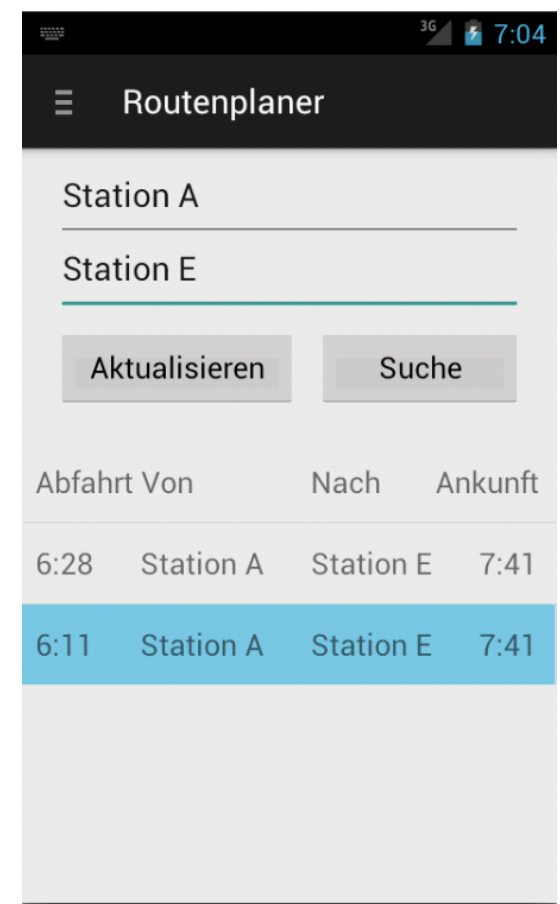 3G 7:04
Routenplaner
Station A
Station E
Aktualisieren Suche
Abfahrt Von Nach Ankunft
6:28 Station A Station E 7:41
6:11 Station A Station E 7:41